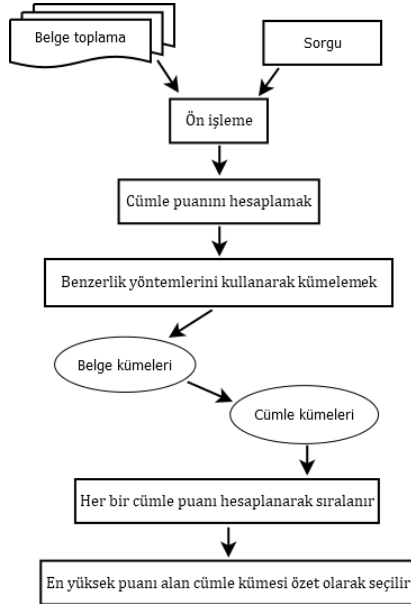 Belge toplama
Sorgu
Ön işleme
Cümle puanını hesaplamak
Benzerlik yöntemlerini kullanarak kümelemek
Belge kümeleri
Cümle kümeleri
Her bir cümle puanı hesaplanarak sıralanır
En yüksek puanı alan cümle kümesi özet olarak seçilir